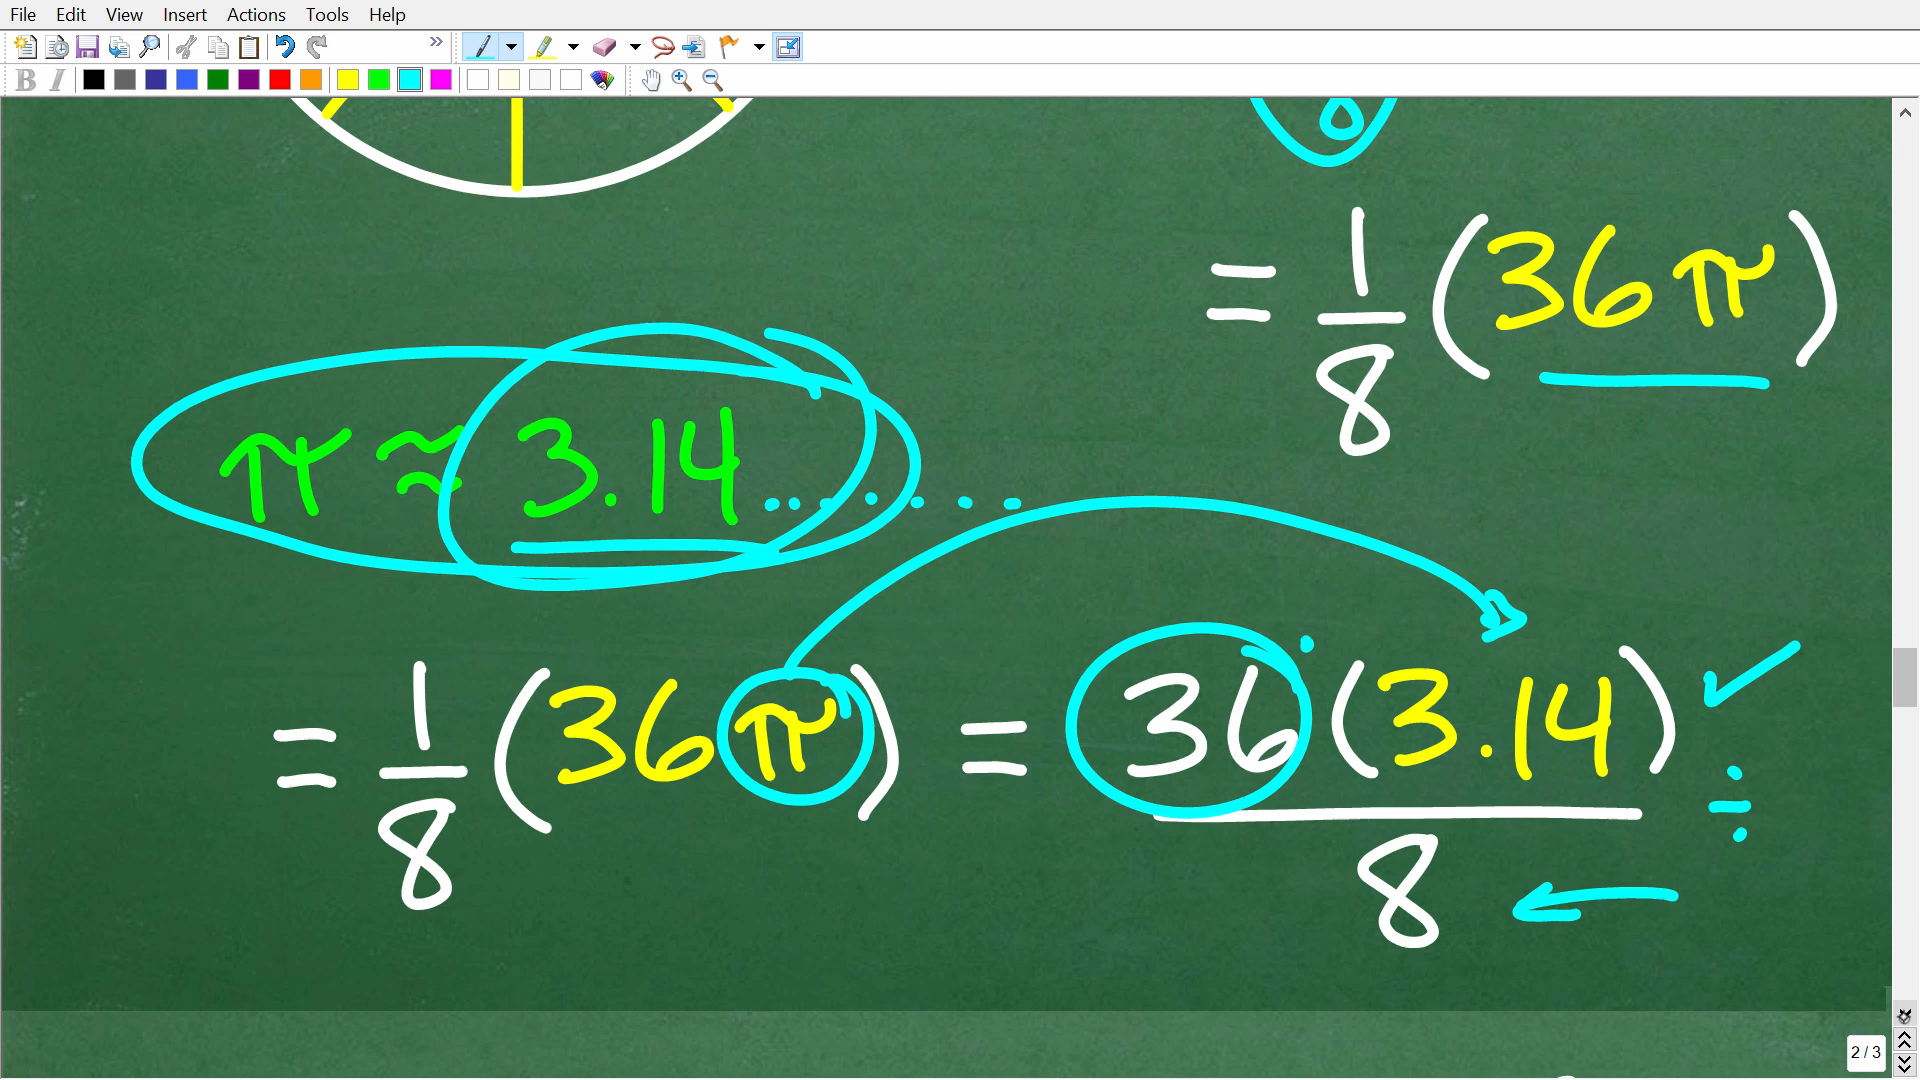 File Edit View Insert Actions Tools Help
B I
8
= 1/8 (36π)
π ≈ 3.14.......
= 1/8 (36π) = 36(3.14)/8 ✓
÷
←
2 / 3